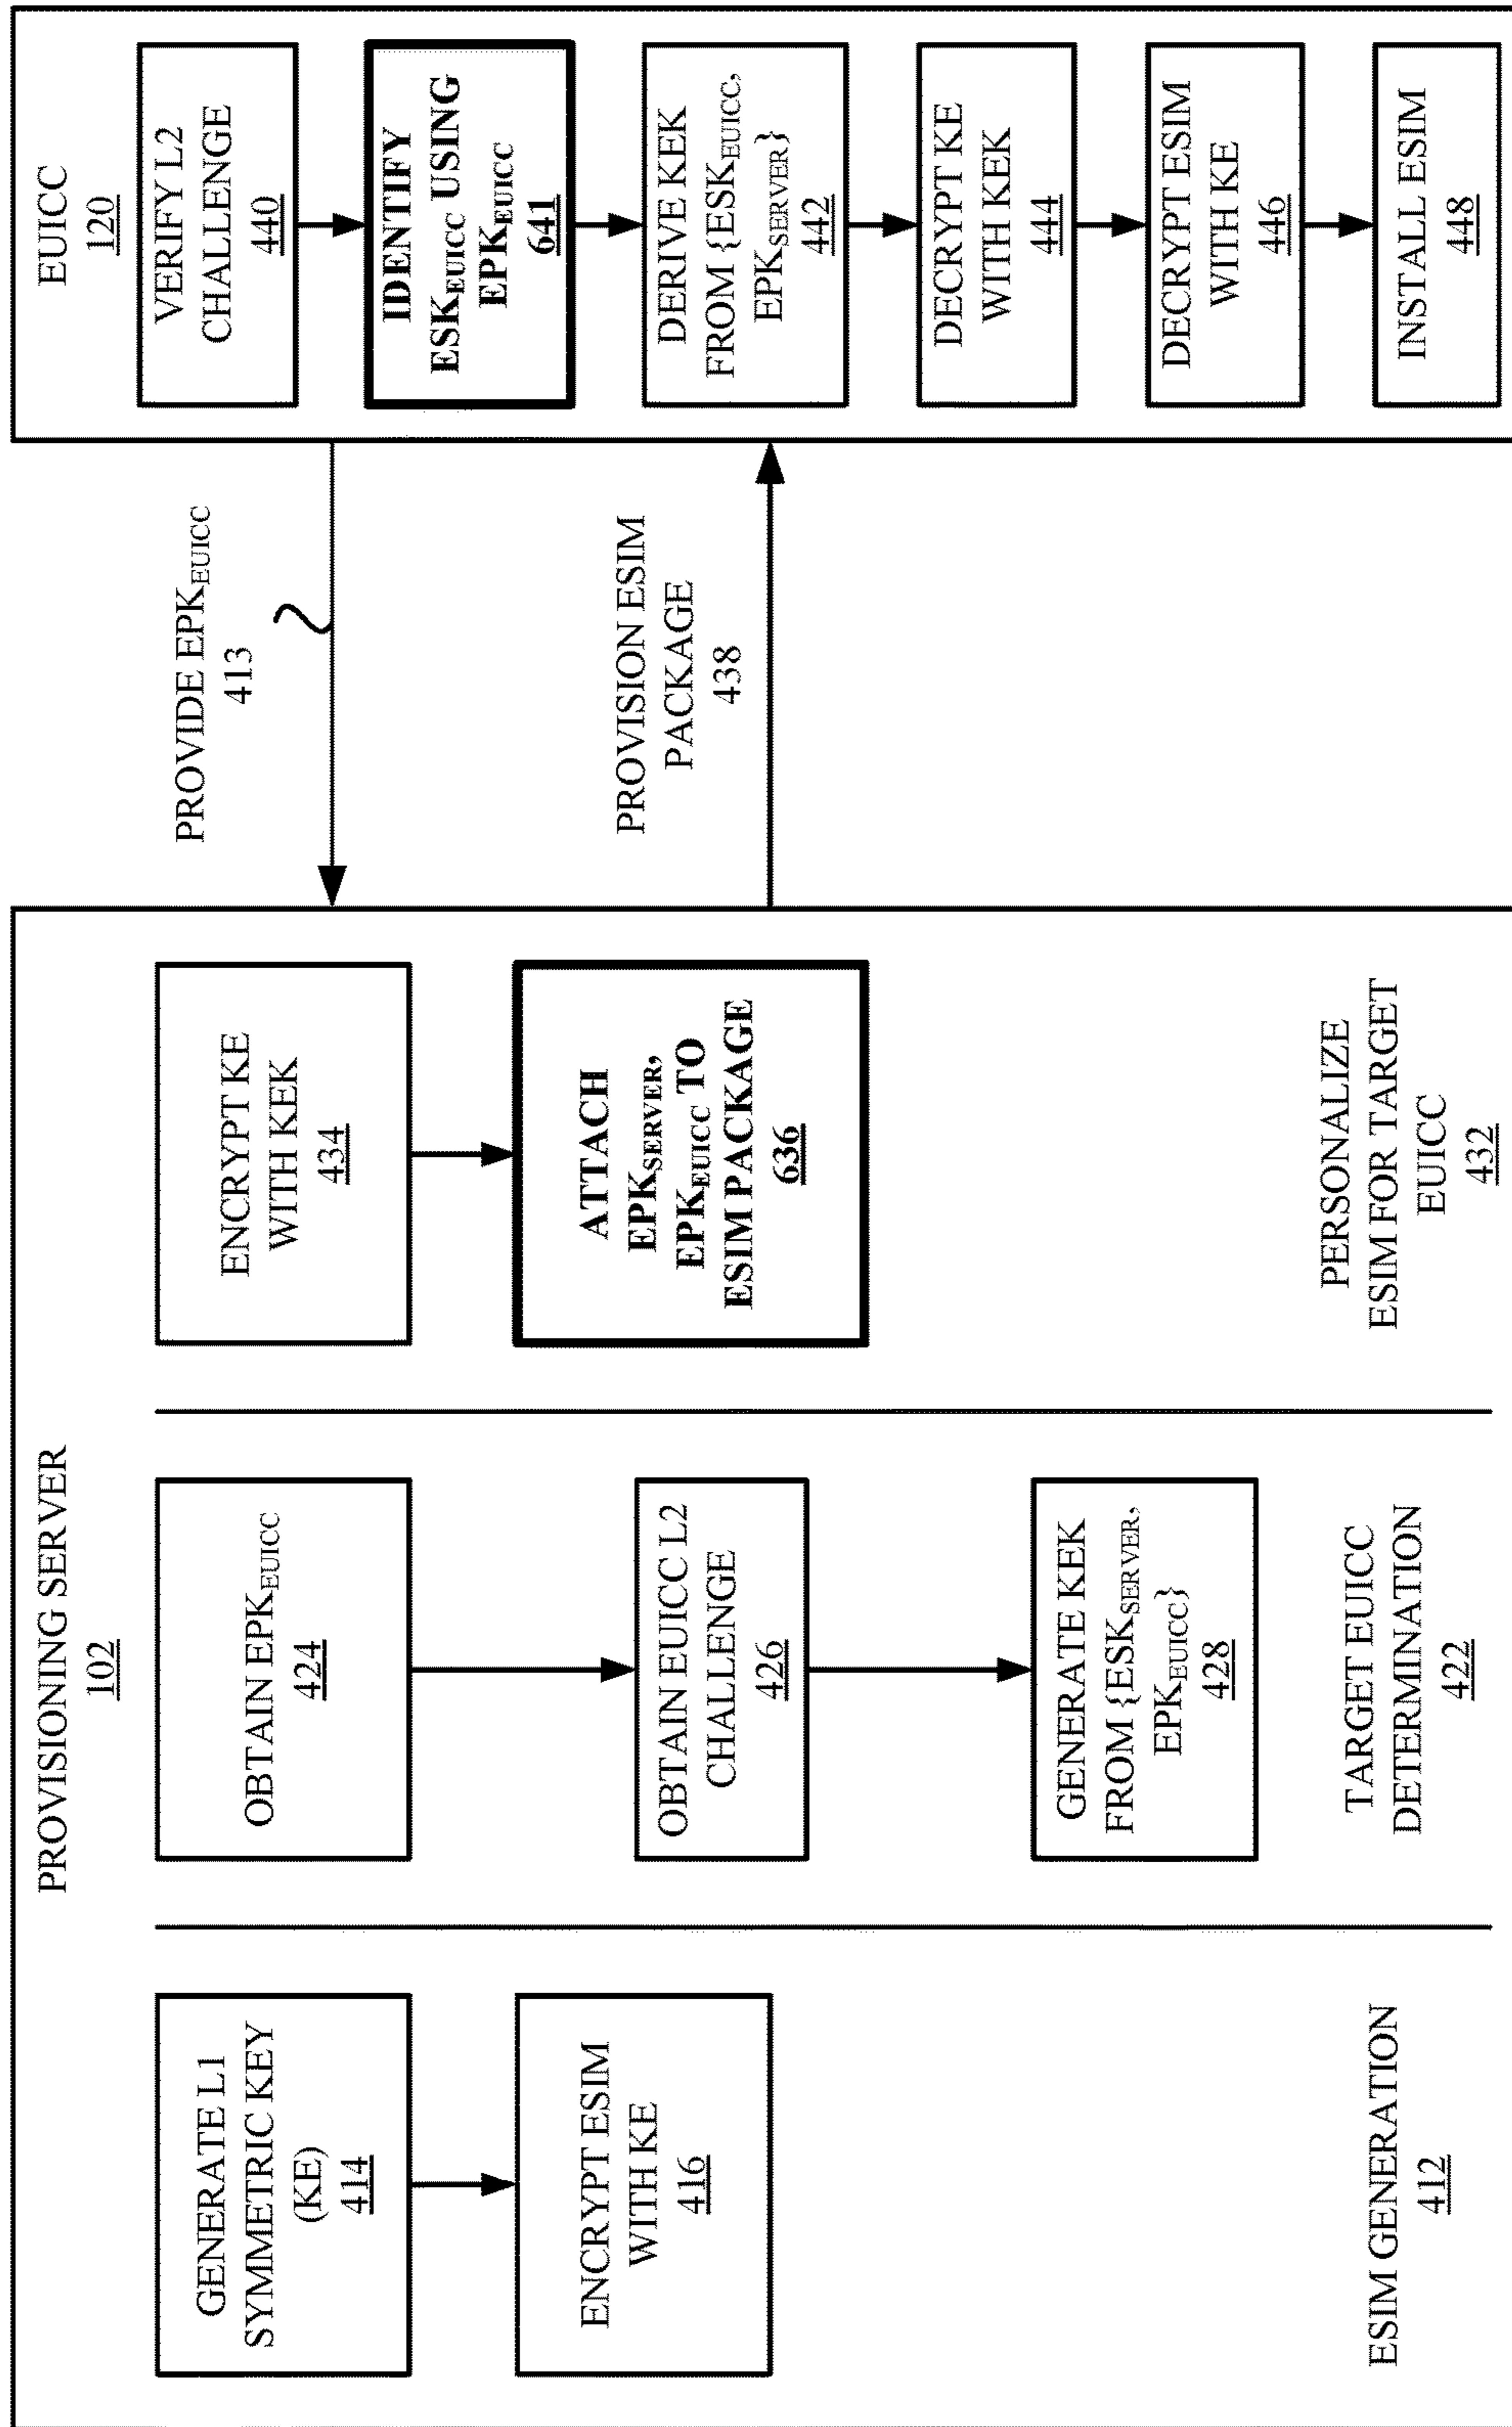 PROVISIONING SERVER
102
GENERATE L1
SYMMETRIC KEY
(KE)
414
ENCRYPT ESIM
WITH KE
416
ESIM GENERATION
412
OBTAIN EPKEUICC
424
OBTAIN EUICC L2
CHALLENGE
426
GENERATE KEK
FROM {ESKSERVER,
EPKEUICC}
428
TARGET EUICC
DETERMINATION
422
ENCRYPT KE
WITH KEK
434
ATTACH
EPKSERVER,
EPKEUICC TO
ESIM PACKAGE
636
PERSONALIZE
ESIM FOR TARGET
EUICC
432
PROVIDE EPKEUICC
413
PROVISION ESIM
PACKAGE
438
EUICC
120
VERIFY L2
CHALLENGE
440
IDENTIFY
ESKEUICC USING
EPKEUICC
641
DERIVE KEK
FROM {ESKEUICC,
EPKSERVER}
442
DECRYPT KE
WITH KEK
444
DECRYPT ESIM
WITH KE
446
INSTALL ESIM
448